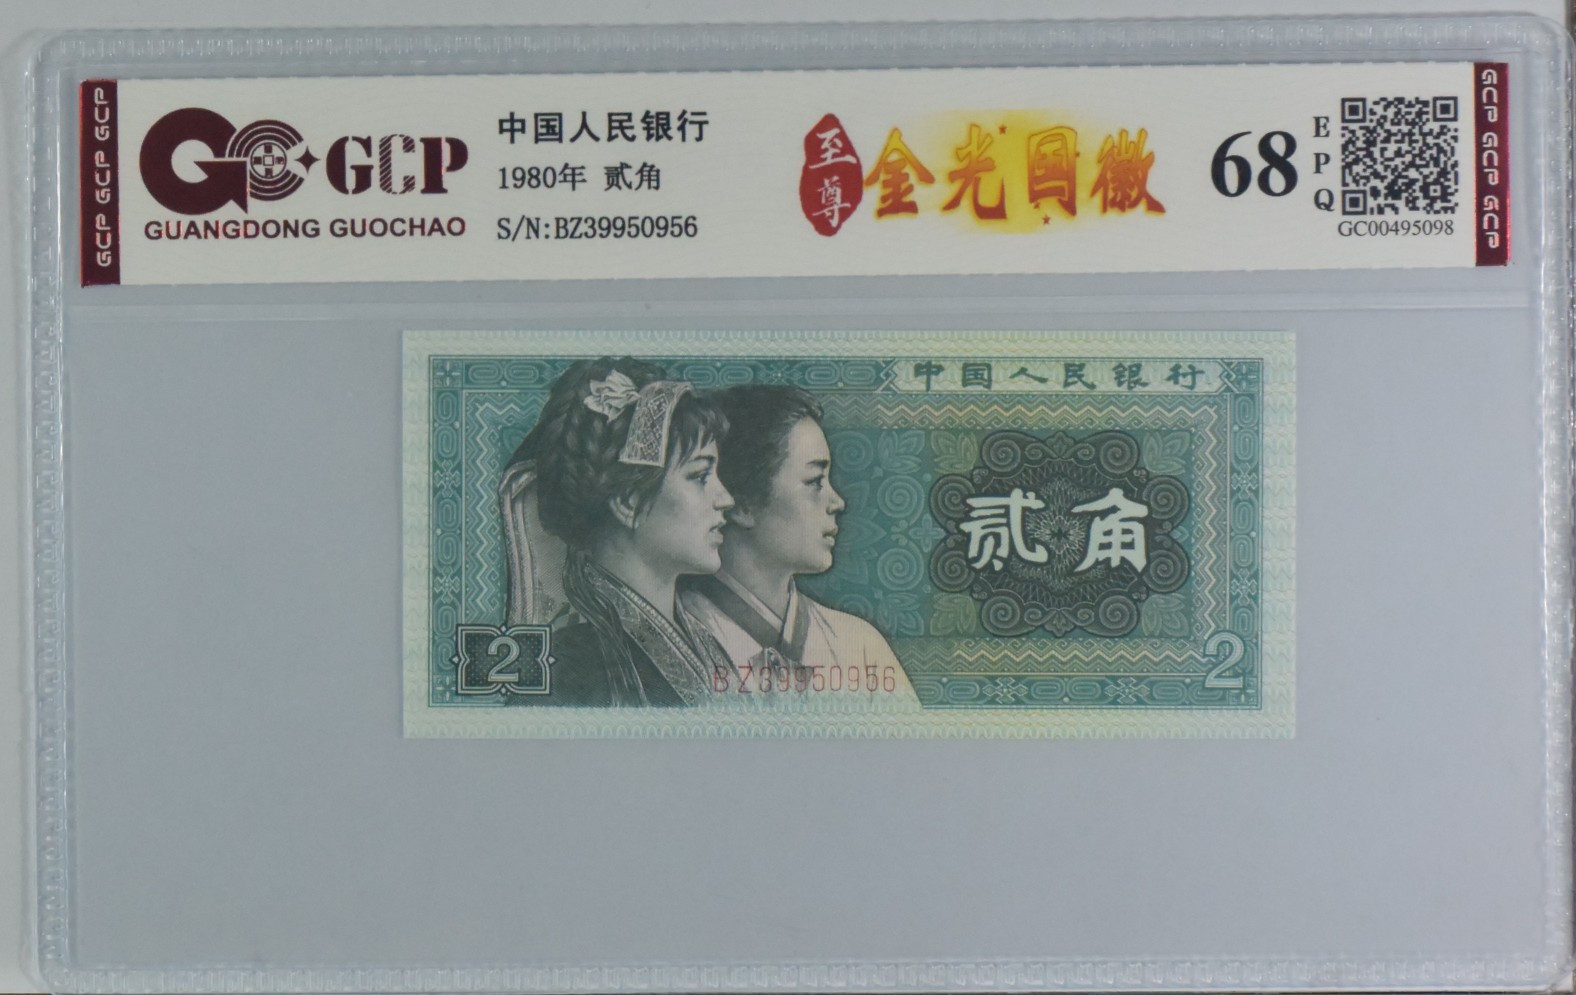 GCP GCP GCP
GCP
GUANGDONG GUOCHAO
中国人民银行
1980年 贰角
S/N:BZ39950956
至尊
金光国徽
68
EPQ
GC00495098
GCP GCP GCP
中国人民银行
贰角
2
BZ39950956
2